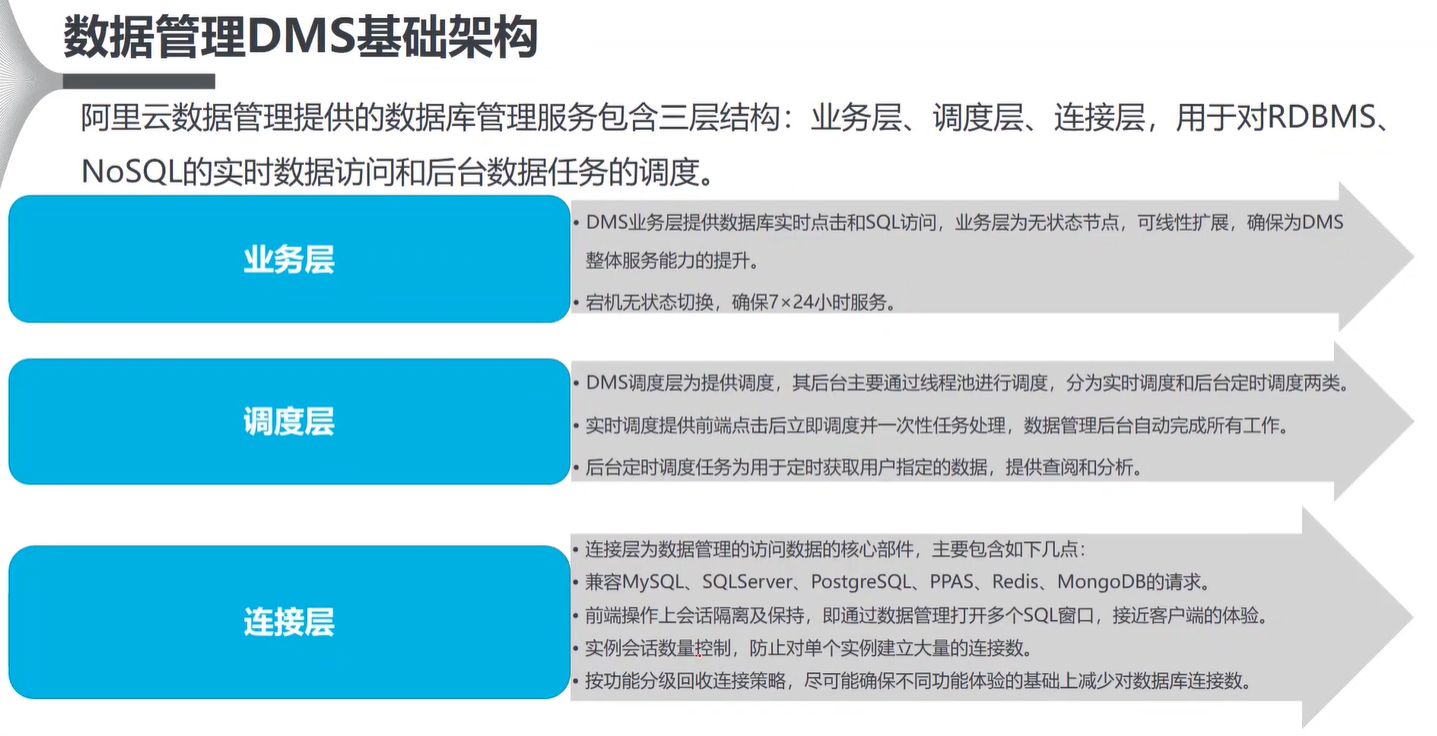 数据管理DMS基础架构
阿里云数据管理提供的数据库管理服务包含三层结构：业务层、调度层、连接层，用于对RDBMS、
NoSQL的实时数据访问和后台数据任务的调度。
业务层
• DMS业务层提供数据库实时点击和SQL访问，业务层为无状态节点，可线性扩展，确保为DMS
整体服务能力的提升。
• 宕机无状态切换，确保7×24小时服务。
调度层
• DMS调度层为提供调度，其后台主要通过线程池进行调度，分为实时调度和后台定时调度两类。
• 实时调度提供前端点击后立即调度并一次性任务处理，数据管理后台自动完成所有工作。
• 后台定时调度任务为用于定时获取用户指定的数据，提供查阅和分析。
连接层
• 连接层为数据管理的访问数据的核心部件，主要包含如下几点：
• 兼容MySQL、SQLServer、PostgreSQL、PPAS、Redis、MongoDB的请求。
• 前端操作上会话隔离及保持，即通过数据管理打开多个SQL窗口，接近客户端的体验。
• 实例会话数量控制，防止对单个实例建立大量的连接数。
• 按功能分级回收连接策略，尽可能确保不同功能体验的基础上减少对数据库连接数。